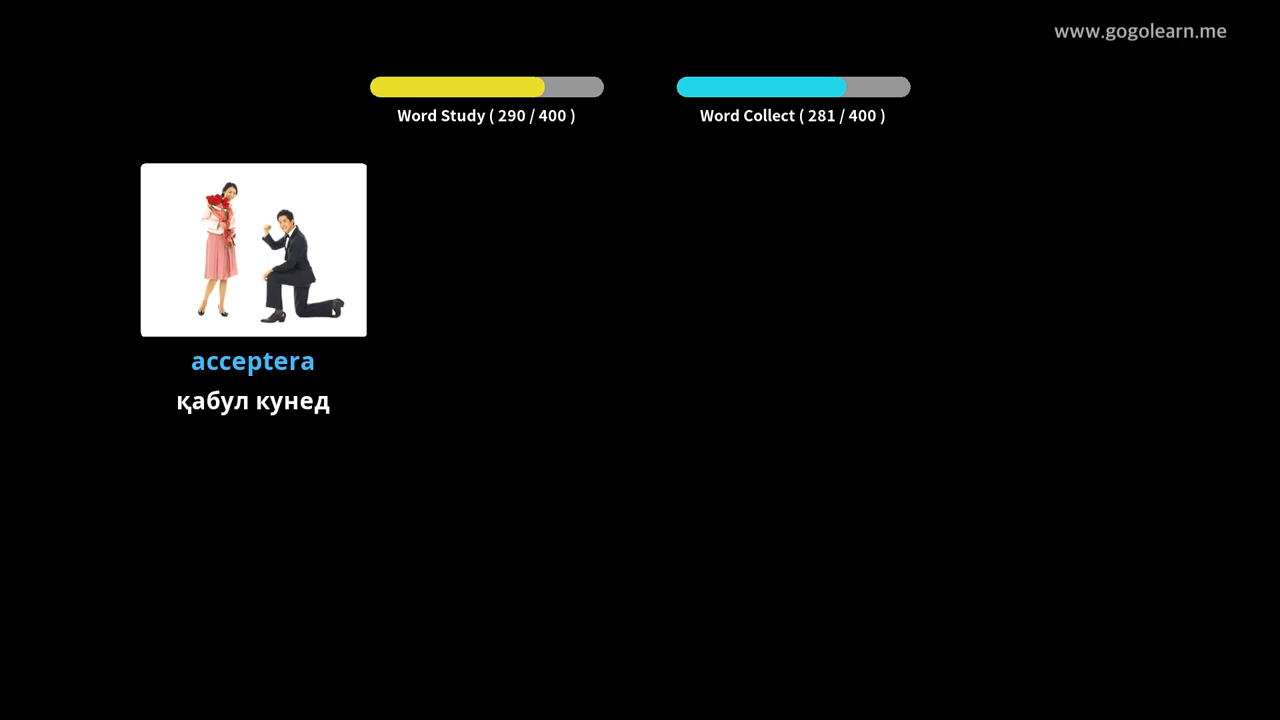 www.gogolearn.me
Word Study ( 290 / 400 )
Word Collect ( 281 / 400 )
acceptera
қабул кунед